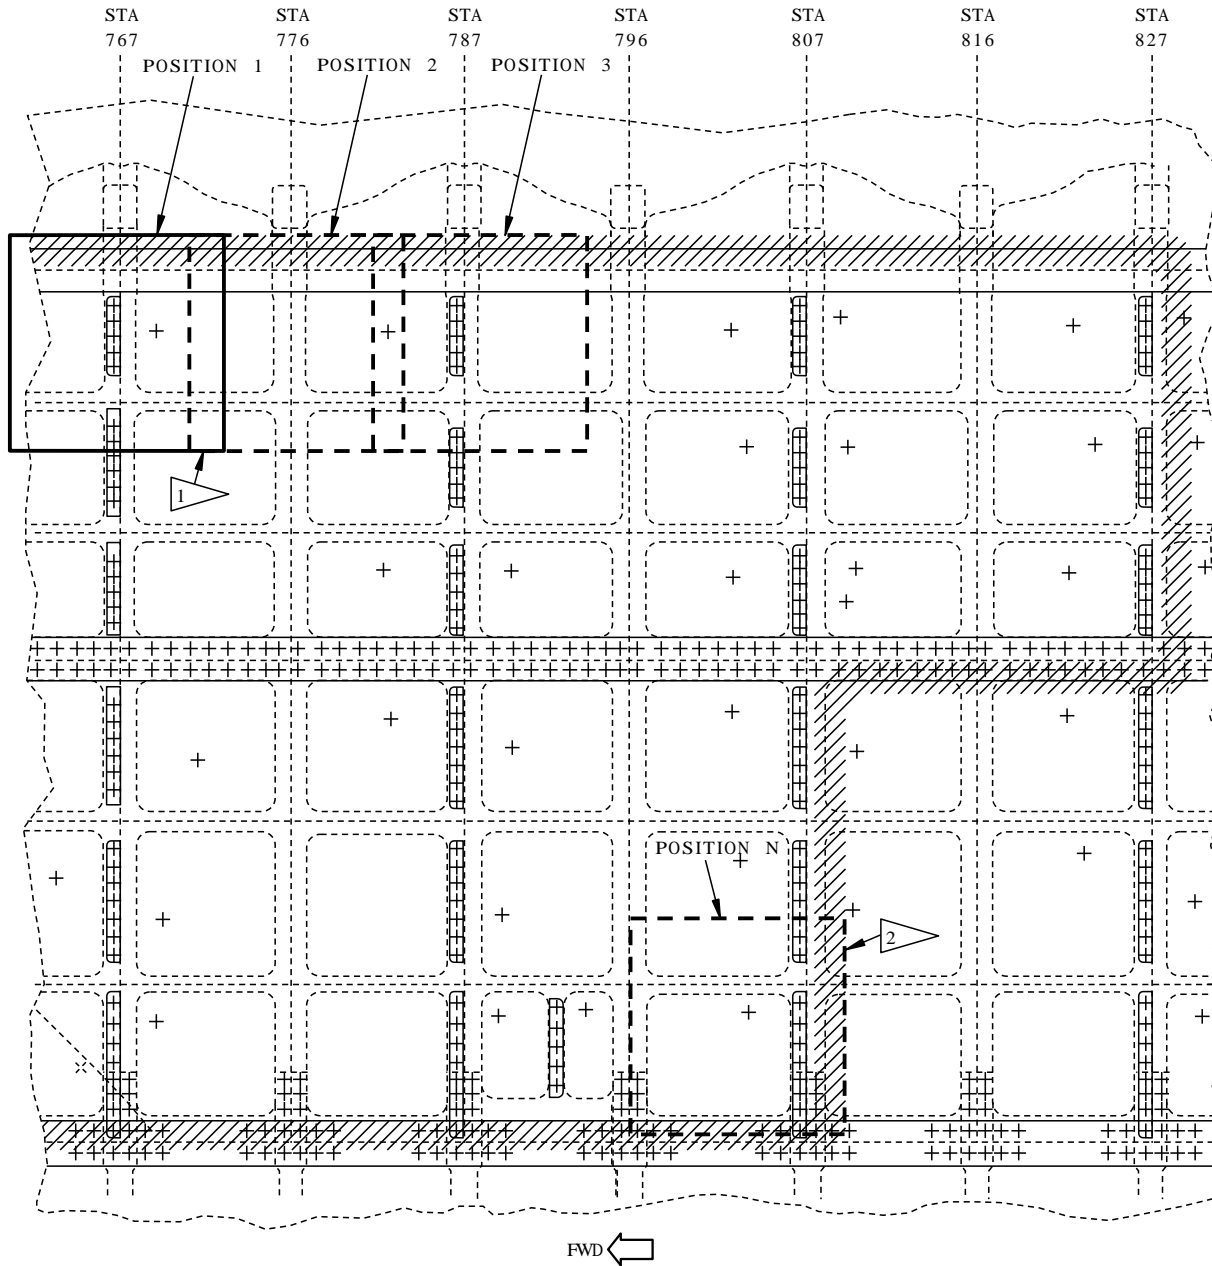 STA STA STA STA STA STA STA
767 776 787 796 807 816 827
POSITION 1 POSITION 2 POSITION 3
1
POSITION N
2
FWD